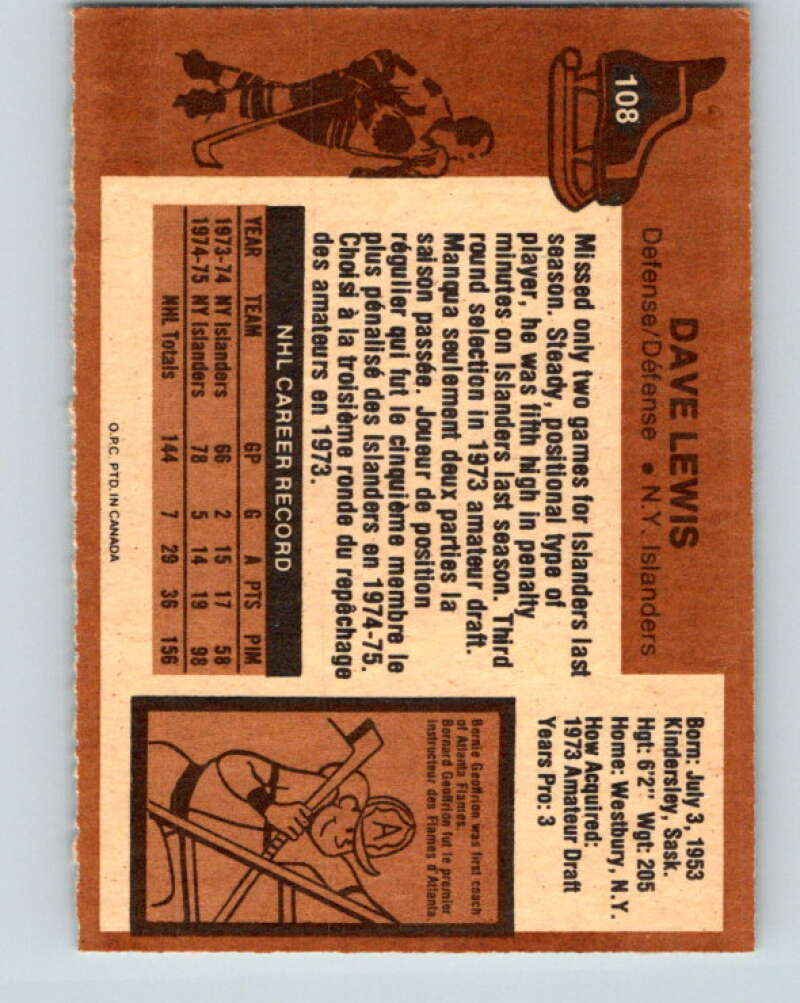 108
DAVE LEWIS
Defense/Défense • N.Y. Islanders
Missed only two games for Islanders last
season. Steady, positional type of
player, he was fifth high in penalty
minutes on Islanders last season. Third
round selection in 1973 amateur draft.
Manqua seulement deux parties la
saison passée. Joueur de position
régulier qui fut le cinquième membre le
plus pénalisé des Islanders en 1974-75.
Choisi à la troisième ronde du repêchage
des amateurs en 1973.
NHL CAREER RECORD
YEAR TEAM GP G A PTS PIM
1973-74 NY Islanders 66 2 15 17 58
1974-75 NY Islanders 78 5 14 19 98
NHL Totals 144 7 29 36 156
O.P.C. PTD. IN CANADA
Born: July 3, 1953
Kindersley, Sask.
Hgt: 6'2" Wgt: 205
Home: Westbury, N.Y.
How Acquired:
1973 Amateur Draft
Years Pro: 3
Bernie Geoffrion was first coach
of Atlanta Flames.
Bernard Geoffrion fut le premier
instructeur des Flames d'Atlanta.
A